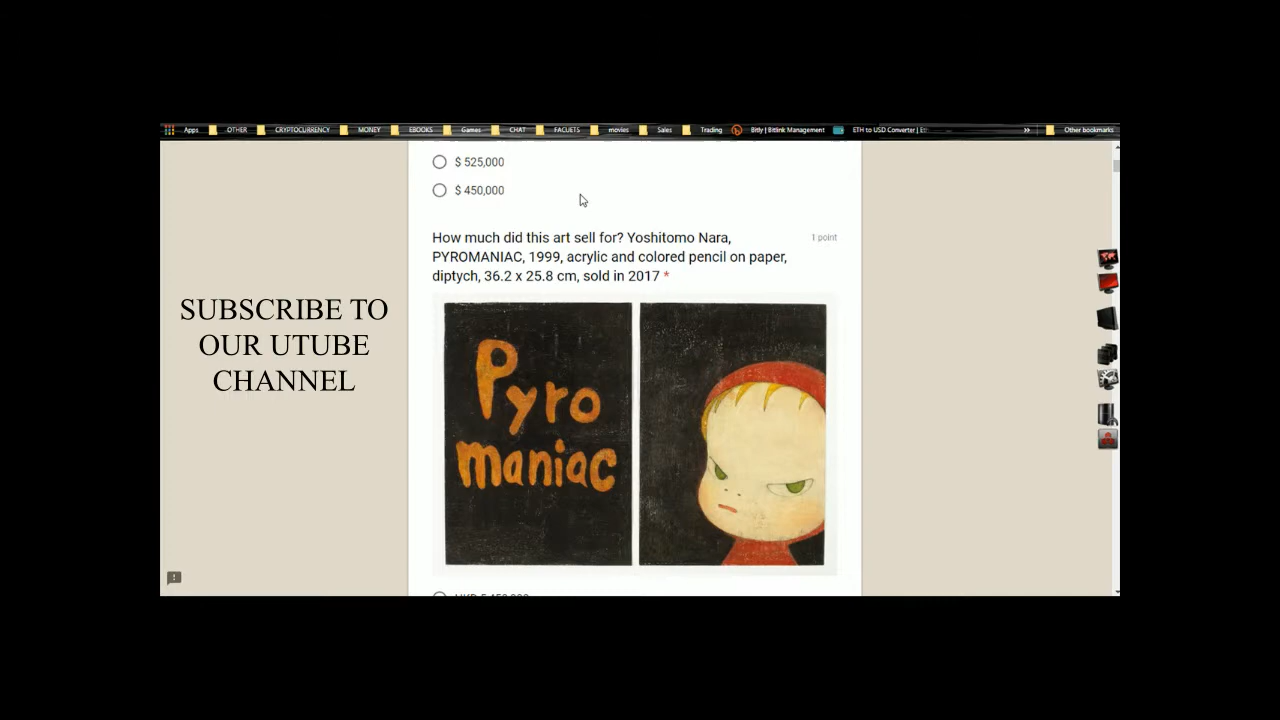 Apps OTHER CRYPTOCURRENCY MONEY EBOOKS Games CHAT FACUETS movies Sales Trading Bitly | Bitlink Management ETH to USD Converter | Et » Other bookmarks
$ 525,000
$ 450,000
How much did this art sell for? Yoshitomo Nara, 1 point
PYROMANIAC, 1999, acrylic and colored pencil on paper,
diptych, 36.2 x 25.8 cm, sold in 2017 *
SUBSCRIBE TO
OUR UTUBE
CHANNEL
Pyro
maniac